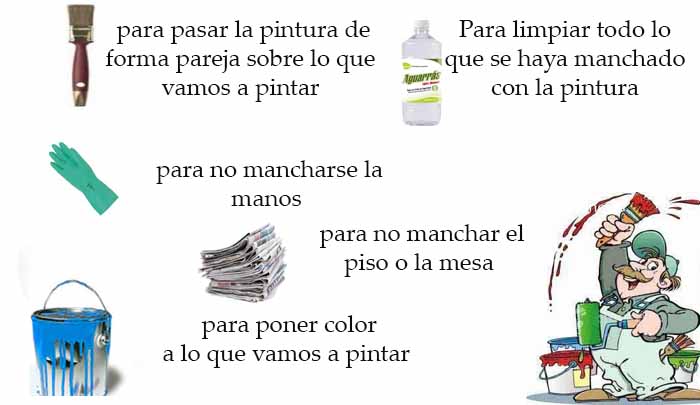 para pasar la pintura de
forma pareja sobre lo que
vamos a pintar
Para limpiar todo lo
que se haya manchado
con la pintura
Aguarrás
para no mancharse la
manos
para no manchar el
piso o la mesa
para poner color
a lo que vamos a pintar